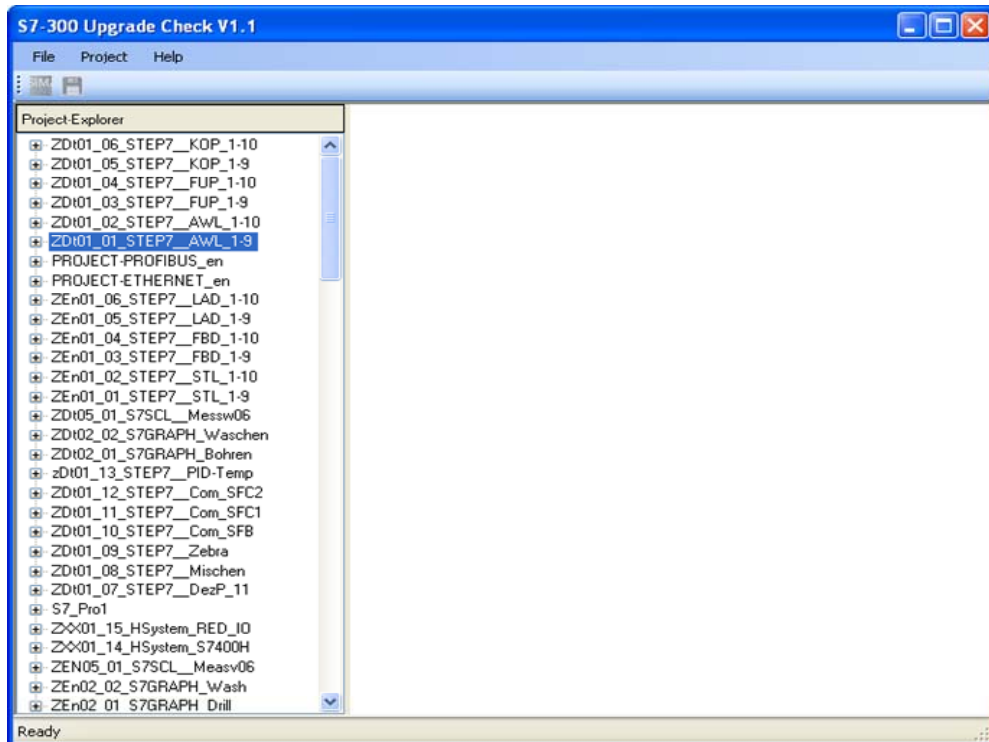 S7-300 Upgrade Check V1.1
File Project Help
Project-Explorer
ZDt01_06_STEP7__KOP_1-10
ZDt01_05_STEP7__KOP_1-9
ZDt01_04_STEP7__FUP_1-10
ZDt01_03_STEP7__FUP_1-9
ZDt01_02_STEP7__AWL_1-10
ZDt01_01_STEP7__AWL_1-9
PROJECT-PROFIBUS_en
PROJECT-ETHERNET_en
ZEn01_06_STEP7__LAD_1-10
ZEn01_05_STEP7__LAD_1-9
ZEn01_04_STEP7__FBD_1-10
ZEn01_03_STEP7__FBD_1-9
ZEn01_02_STEP7__STL_1-10
ZEn01_01_STEP7__STL_1-9
ZDt05_01_S7SCL__Messw06
ZDt02_02_S7GRAPH_Waschen
ZDt02_01_S7GRAPH_Bohren
zDt01_13_STEP7__PID-Temp
ZDt01_12_STEP7__Com_SFC2
ZDt01_11_STEP7__Com_SFC1
ZDt01_10_STEP7__Com_SFB
ZDt01_09_STEP7__Zebra
ZDt01_08_STEP7__Mischen
ZDt01_07_STEP7__DezP_11
S7_Pro1
ZXX01_15_HSystem_RED_IO
ZXX01_14_HSystem_S7400H
ZEN05_01_S7SCL__Measv06
ZEn02_02_S7GRAPH_Wash
ZEn02_01_S7GRAPH_Drill
Ready